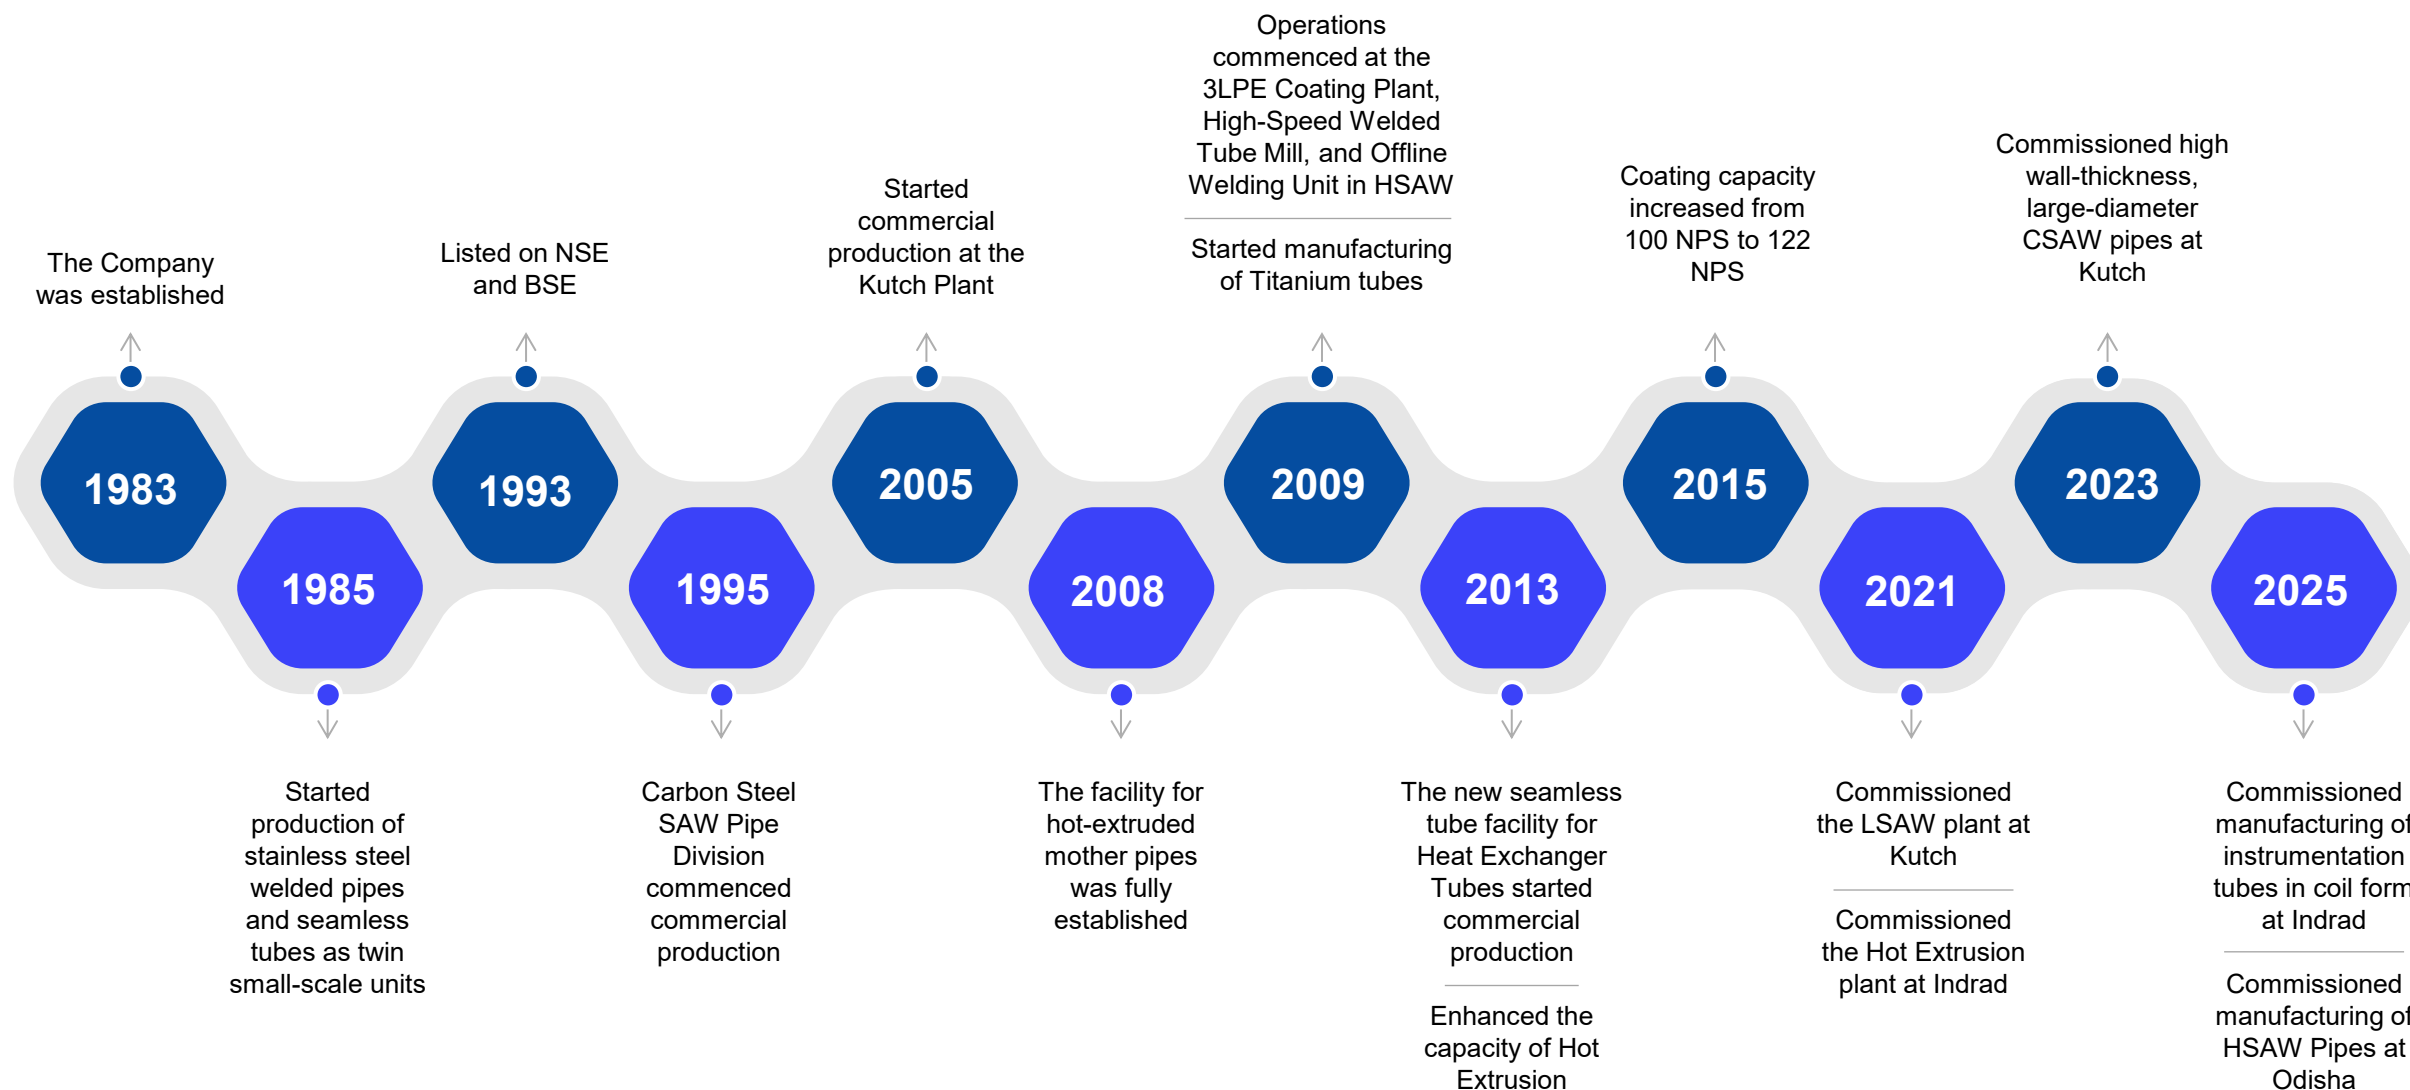 The Company
was established
1983
Started
production of
stainless steel
welded pipes
and seamless
tubes as twin
small-scale units
1985
Listed on NSE
and BSE
1993
Carbon Steel
SAW Pipe
Division
commenced
commercial
production
1995
Started
commercial
production at the
Kutch Plant
2005
The facility for
hot-extruded
mother pipes
was fully
established
2008
Operations
commenced at the
3LPE Coating Plant,
High-Speed Welded
Tube Mill, and Offline
Welding Unit in HSAW
Started manufacturing
of Titanium tubes
2009
The new seamless
tube facility for
Heat Exchanger
Tubes started
commercial
production
Enhanced the
capacity of Hot
Extrusion
2013
Coating capacity
increased from
100 NPS to 122
NPS
2015
Commissioned
the LSAW plant at
Kutch
Commissioned
the Hot Extrusion
plant at Indrad
2021
Commissioned high
wall-thickness,
large-diameter
CSAW pipes at
Kutch
2023
Commissioned
manufacturing of
instrumentation
tubes in coil form
at Indrad
Commissioned
manufacturing of
HSAW Pipes at
Odisha
2025